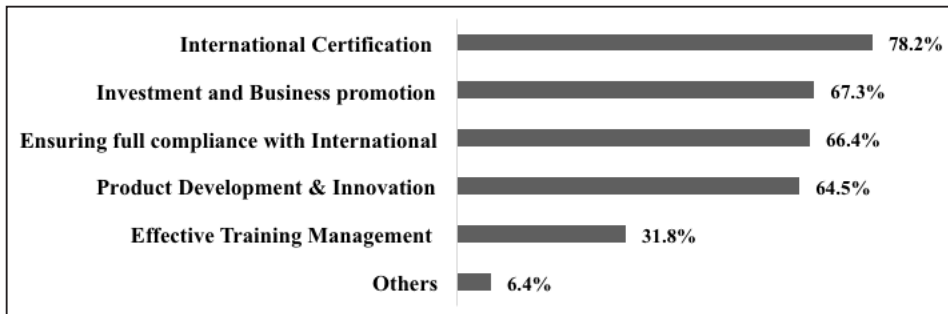 International Certification 78.2%
Investment and Business promotion 67.3%
Ensuring full compliance with International 66.4%
Product Development & Innovation 64.5%
Effective Training Management 31.8%
Others 6.4%